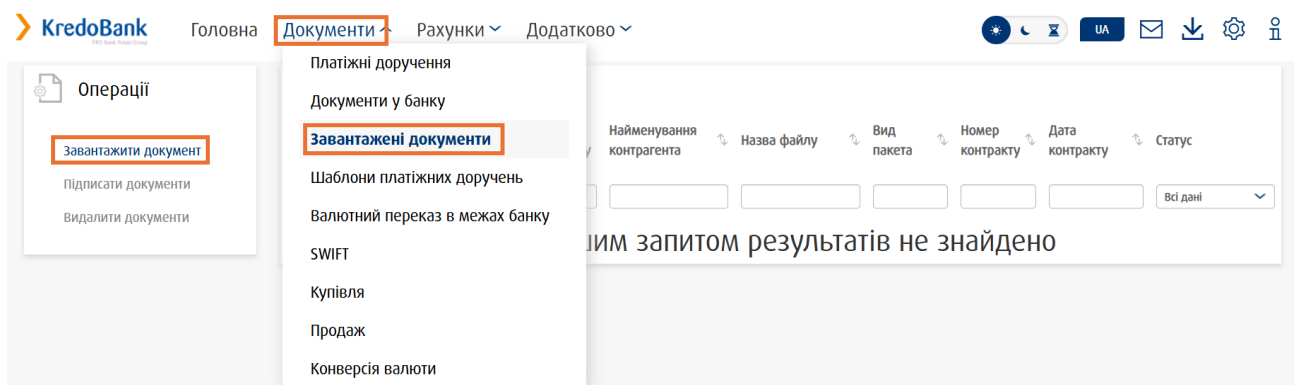 KredoBank
PKO Bank Polski Group
Головна
Документи
Рахунки
Додатково
UA
Операції
Завантажити документ
Підписати документи
Видалити документи
Платіжні доручення
Документи у банку
Завантажені документи
Шаблони платіжних доручень
Валютний переказ в межах банку
SWIFT
Купівля
Продаж
Конверсія валюти
Найменування
контрагента
Назва файлу
Вид
пакета
Номер
контракту
Дата
контракту
Статус
Всі дані
запитом результатів не знайдено